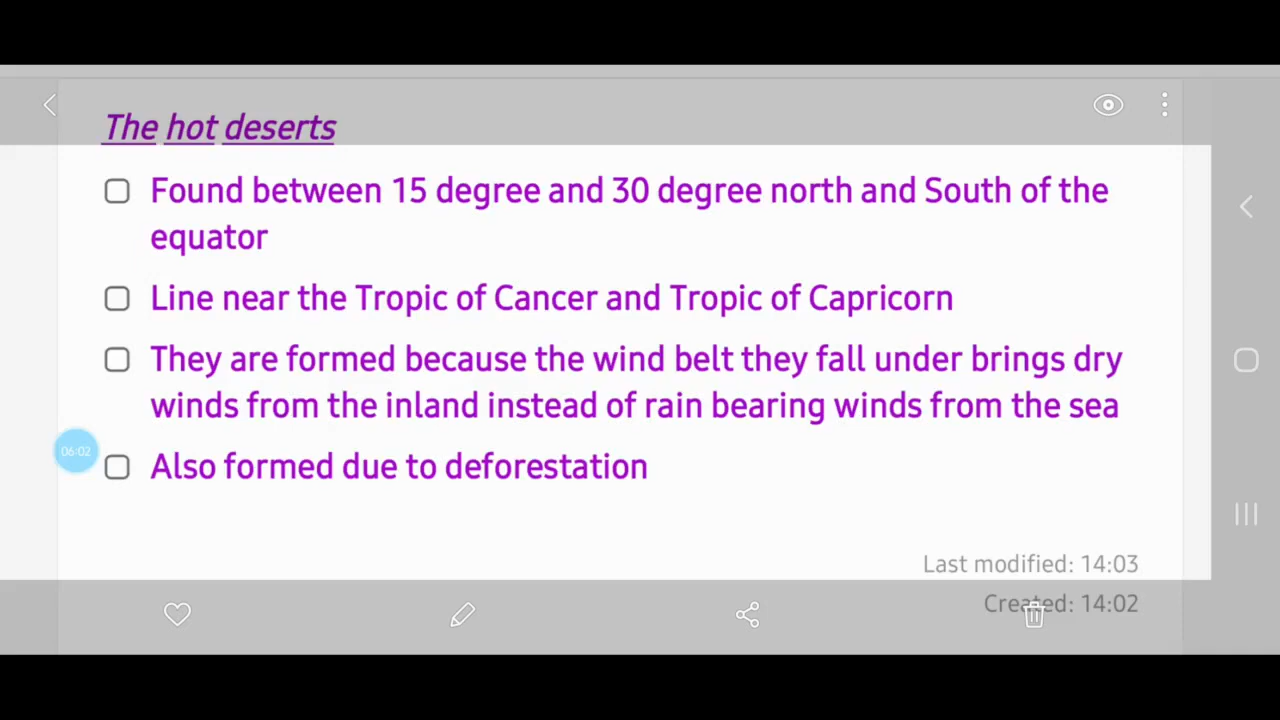 The hot deserts
Found between 15 degree and 30 degree north and South of the
equator
Line near the Tropic of Cancer and Tropic of Capricorn
They are formed because the wind belt they fall under brings dry
winds from the inland instead of rain bearing winds from the sea
06:02
Also formed due to deforestation
Last modified: 14:03
Created: 14:02